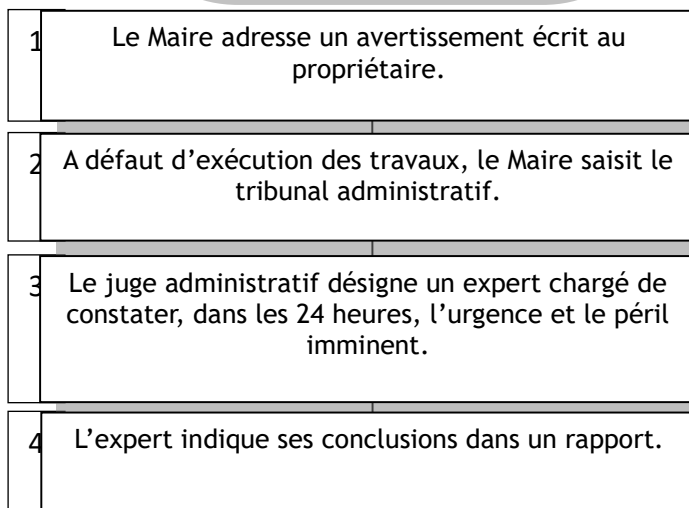 1 Le Maire adresse un avertissement écrit au
propriétaire.
2 A défaut d’exécution des travaux, le Maire saisit le
tribunal administratif.
3 Le juge administratif désigne un expert chargé de
constater, dans les 24 heures, l’urgence et le péril
imminent.
4 L’expert indique ses conclusions dans un rapport.